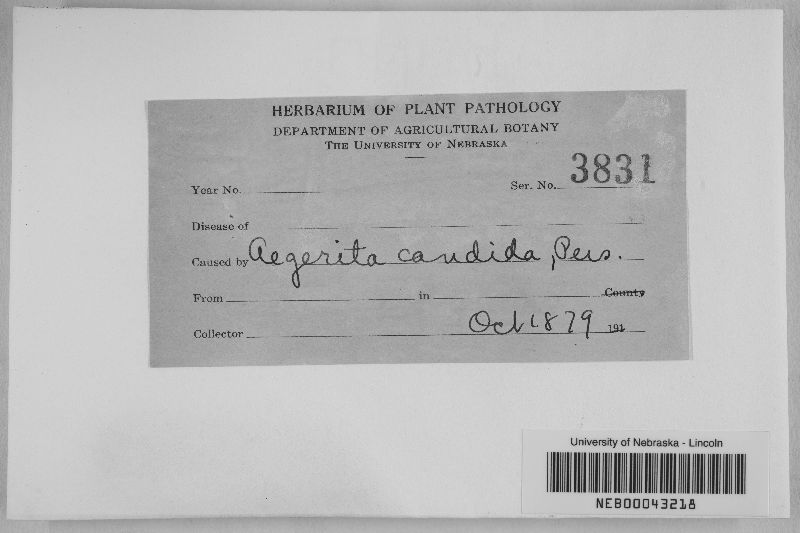 HERBARIUM OF PLANT PATHOLOGY
DEPARTMENT OF AGRICULTURAL BOTANY
THE UNIVERSITY OF NEBRASKA
Year No. Ser. No. 3831
Disease of
Caused by Aegerita candida, Pers.
From in County
Collector Oct 1879 191
University of Nebraska - Lincoln
NEB00043218